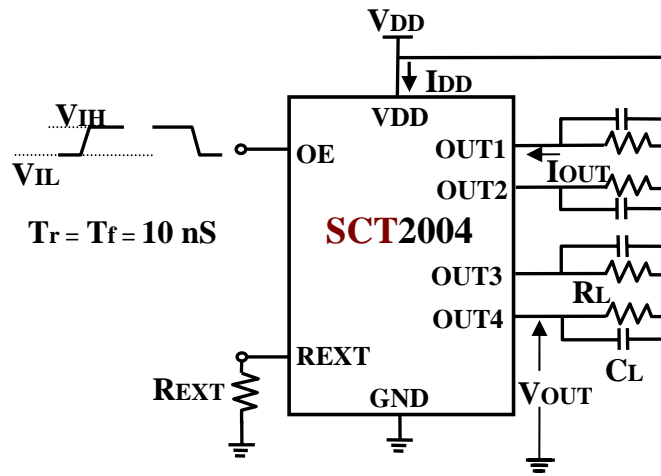 VDD
IDD
VDD
VIH
OE
OUT1
IOUT
VIL
OUT2
Tr = Tf = 10 nS
SCT2004
OUT3
RL
OUT4
REXT
CL
REXT
VOUT
GND